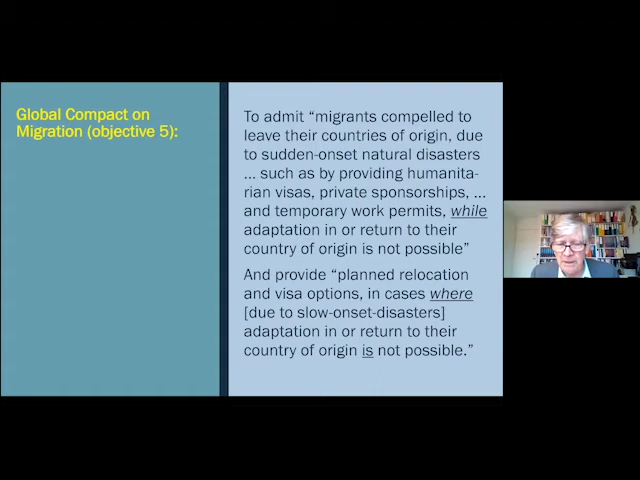 Global Compact on
Migration (objective 5):
To admit “migrants compelled to
leave their countries of origin, due
to sudden-onset natural disasters
... such as by providing humanita-
rian visas, private sponsorships, ...
and temporary work permits, while
adaptation in or return to their
country of origin is not possible”
And provide “planned relocation
and visa options, in cases where
[due to slow-onset-disasters]
adaptation in or return to their
country of origin is not possible.”